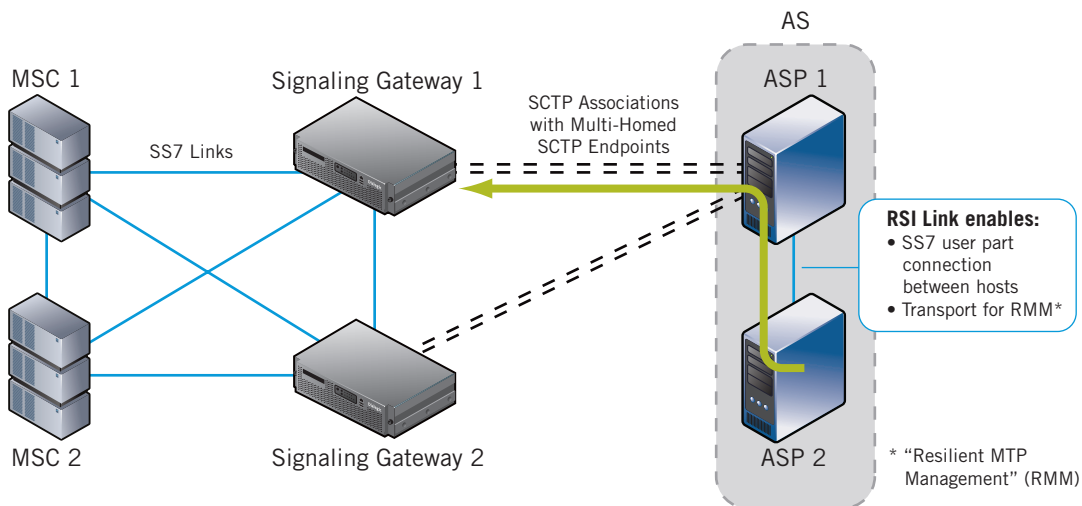 AS
MSC 1
Signaling Gateway 1
ASP 1
SCTP Associations
with Multi-Homed
SCTP Endpoints
SS7 Links
RSI Link enables:
• SS7 user part
connection
between hosts
• Transport for RMM*
MSC 2
Signaling Gateway 2
ASP 2
* “Resilient MTP
Management” (RMM)